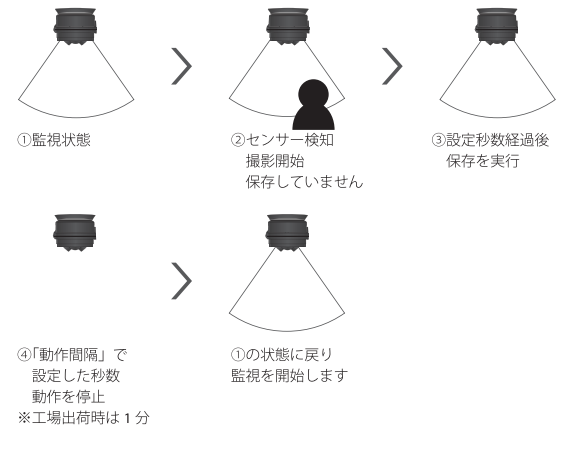 ①監視状態
②センサー検知
撮影開始
保存していません
③設定秒数経過後
保存を実行
④「動作間隔」で
設定した秒数
動作を停止
※工場出荷時は 1 分
①の状態に戻り
監視を開始します